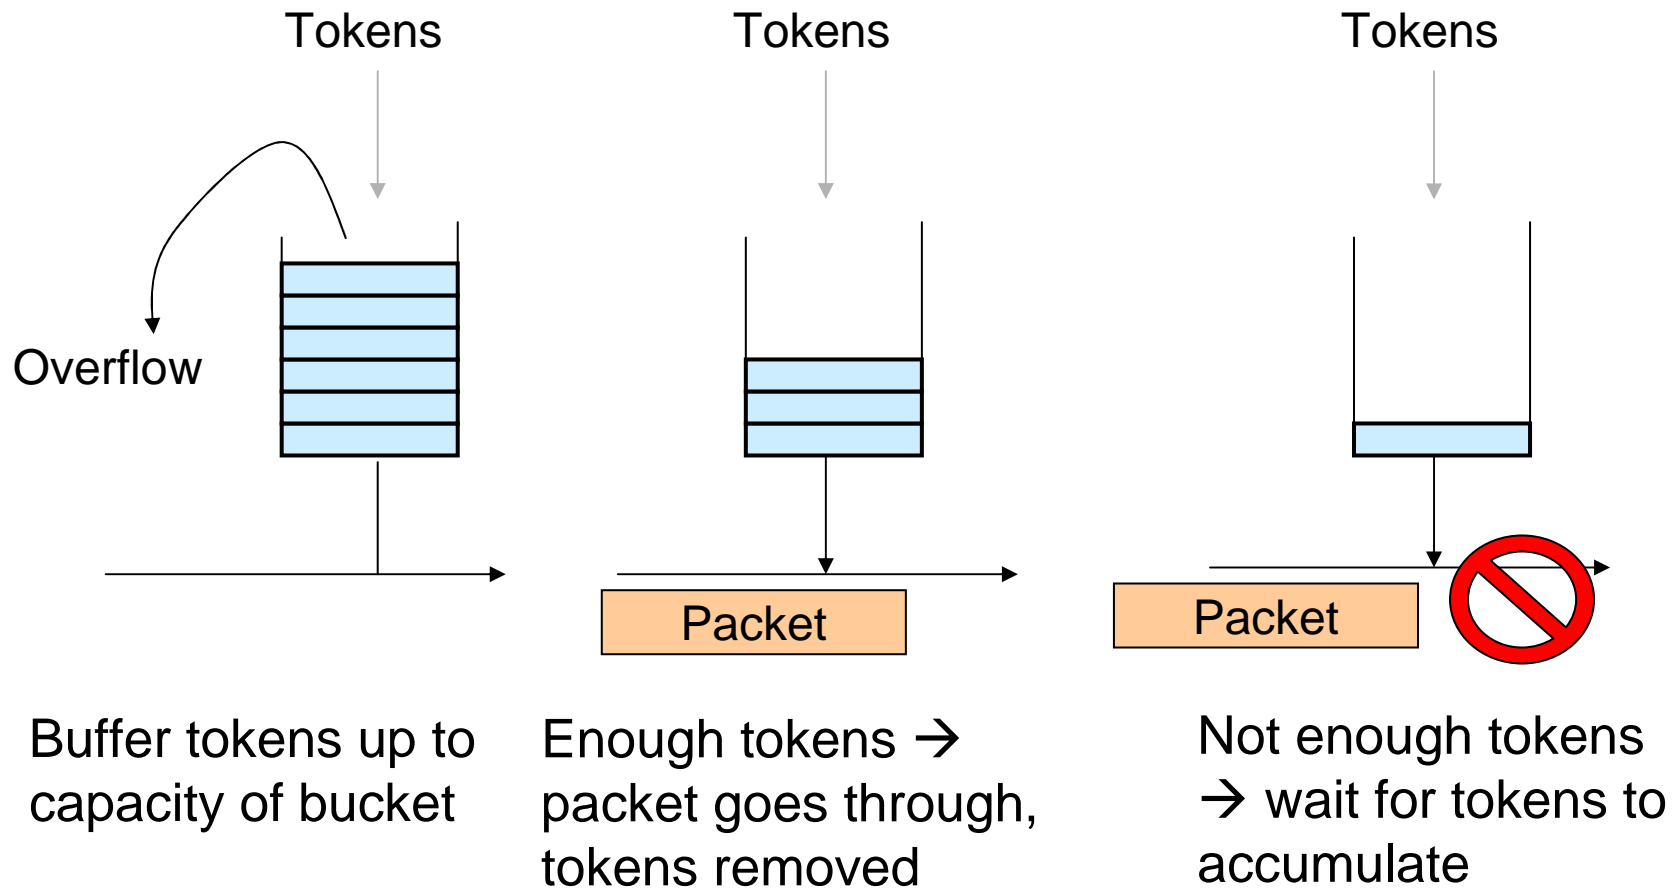 Tokens
Tokens
Tokens
Overflow
Packet
Packet
Buffer tokens up to
capacity of bucket
Enough tokens →
packet goes through,
tokens removed
Not enough tokens
→ wait for tokens to
accumulate